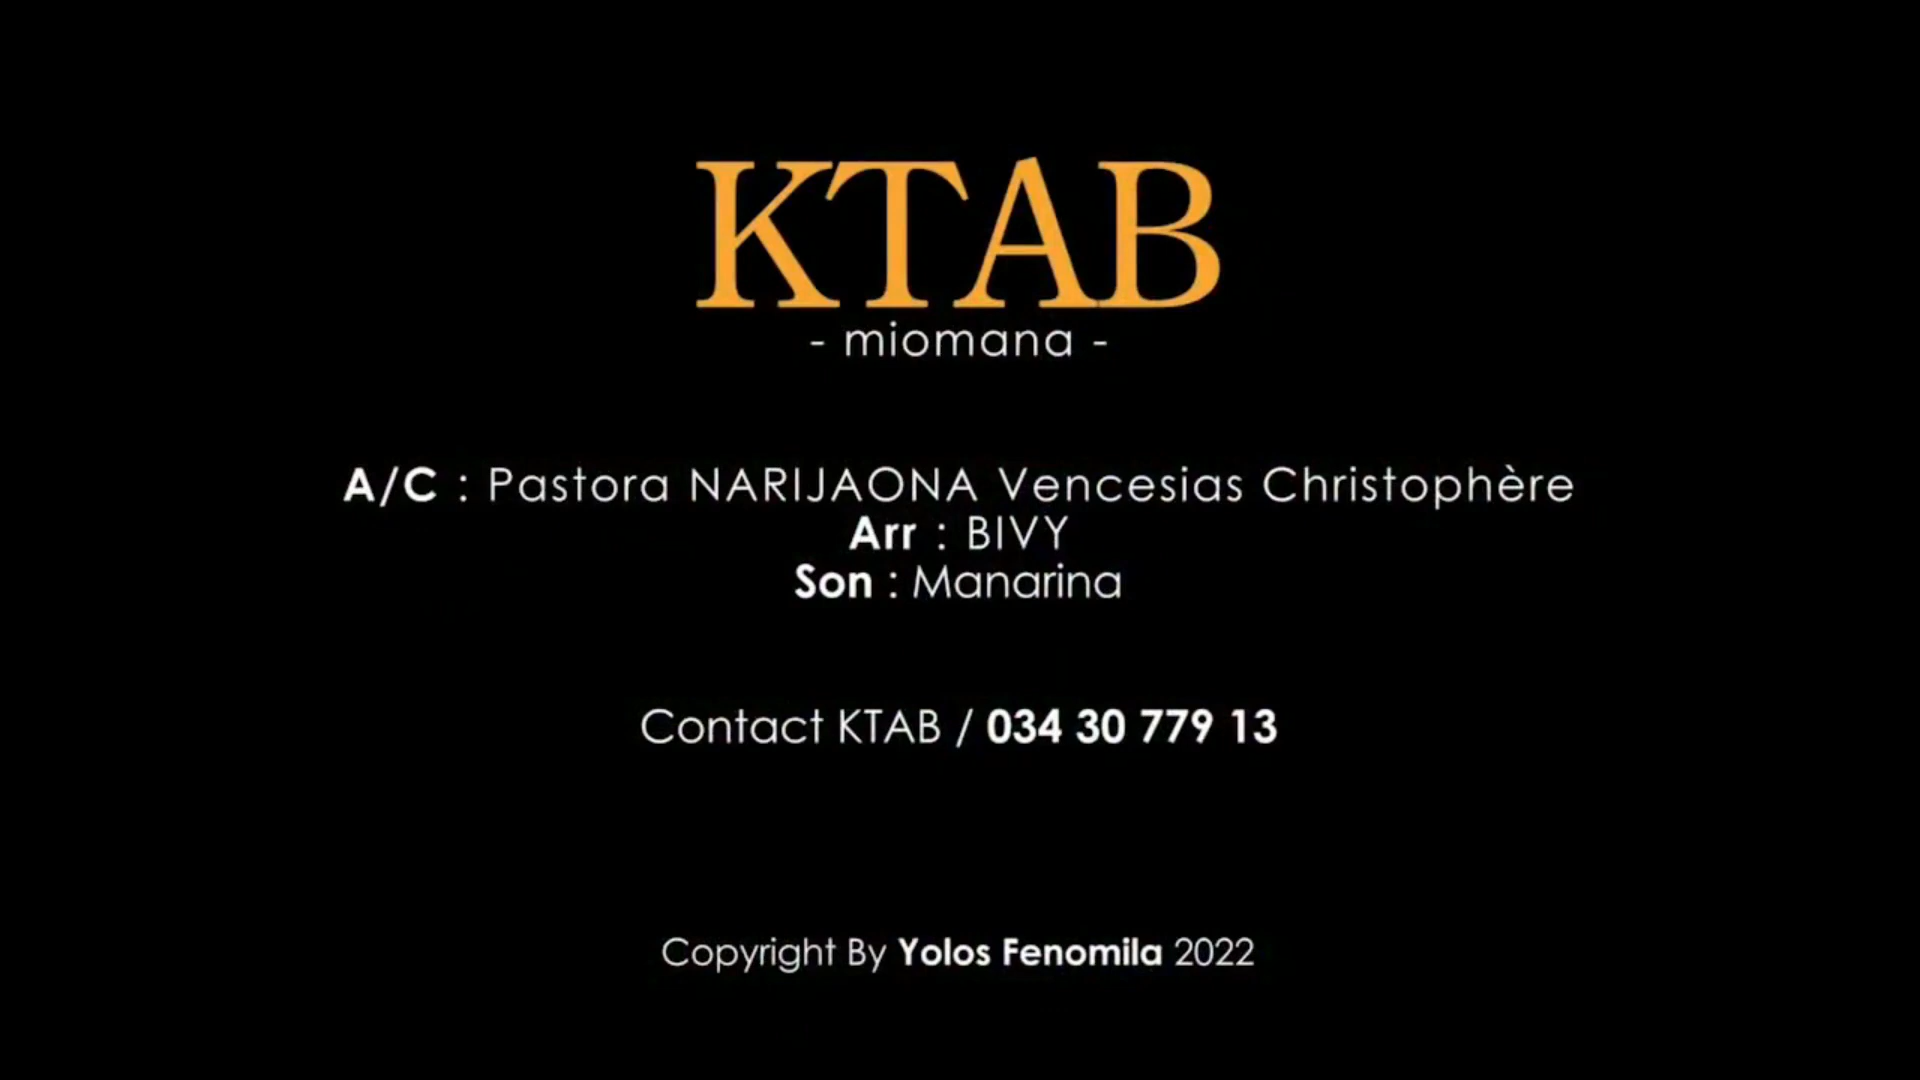 KTAB
- miomana -
A/C : Pastora NARIJAONA Vencesias Christophère
Arr : BIVY
Son : Manarina
Contact KTAB / 034 30 779 13
Copyright By Yolos Fenomila 2022